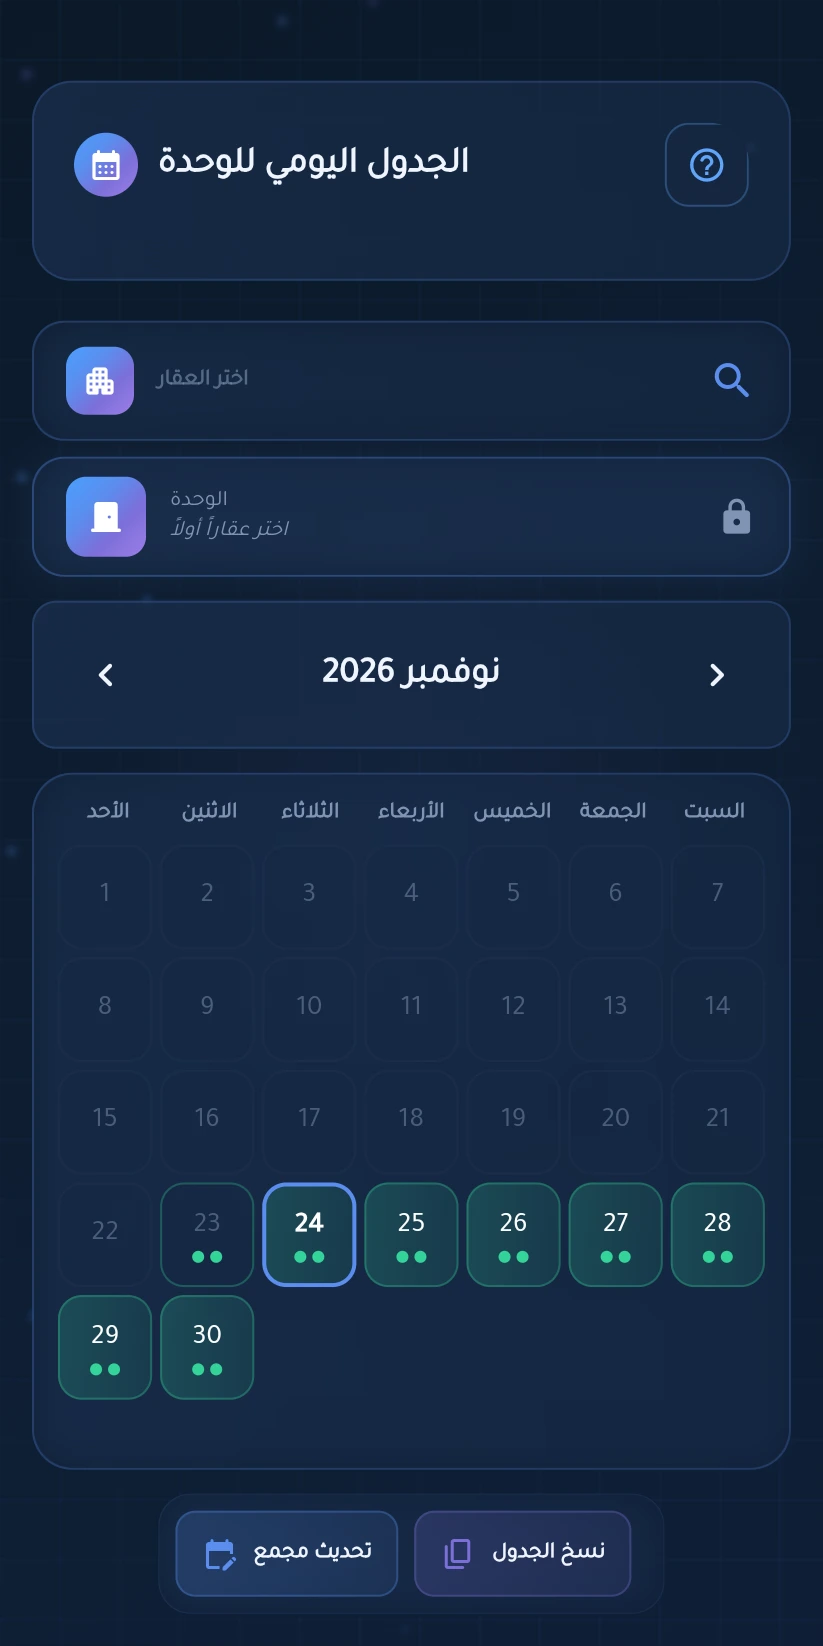 الجدول اليومي للوحدة
اختر العقار
الوحدة
اختر عقاراً أولاً
نوفمبر 2026
الأحد الاثنين الثلاثاء الأربعاء الخميس الجمعة السبت
1 2 3 4 5 6 7
8 9 10 11 12 13 14
15 16 17 18 19 20 21
22 23 24 25 26 27 28
29 30
تحديث مجمع نسخ الجدول